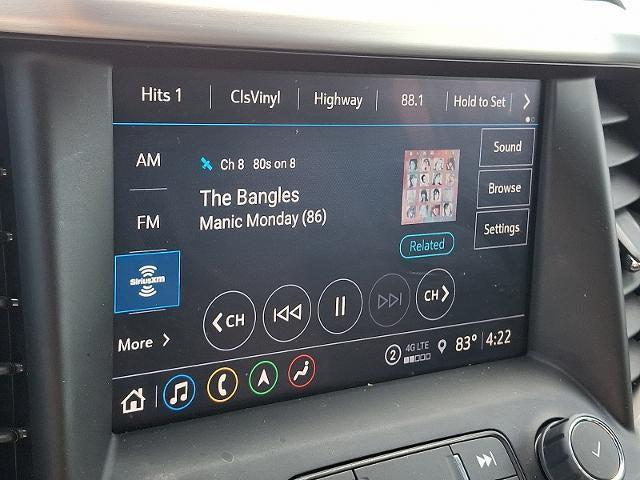 Hits 1 ClsVinyl Highway 88.1 Hold to Set
AM
Ch 8 80s on 8
Sound
The Bangles
Browse
FM
Manic Monday (86)
Settings
Related
SiriusXM
CH
CH
More
2 4G LTE 83° 4:22